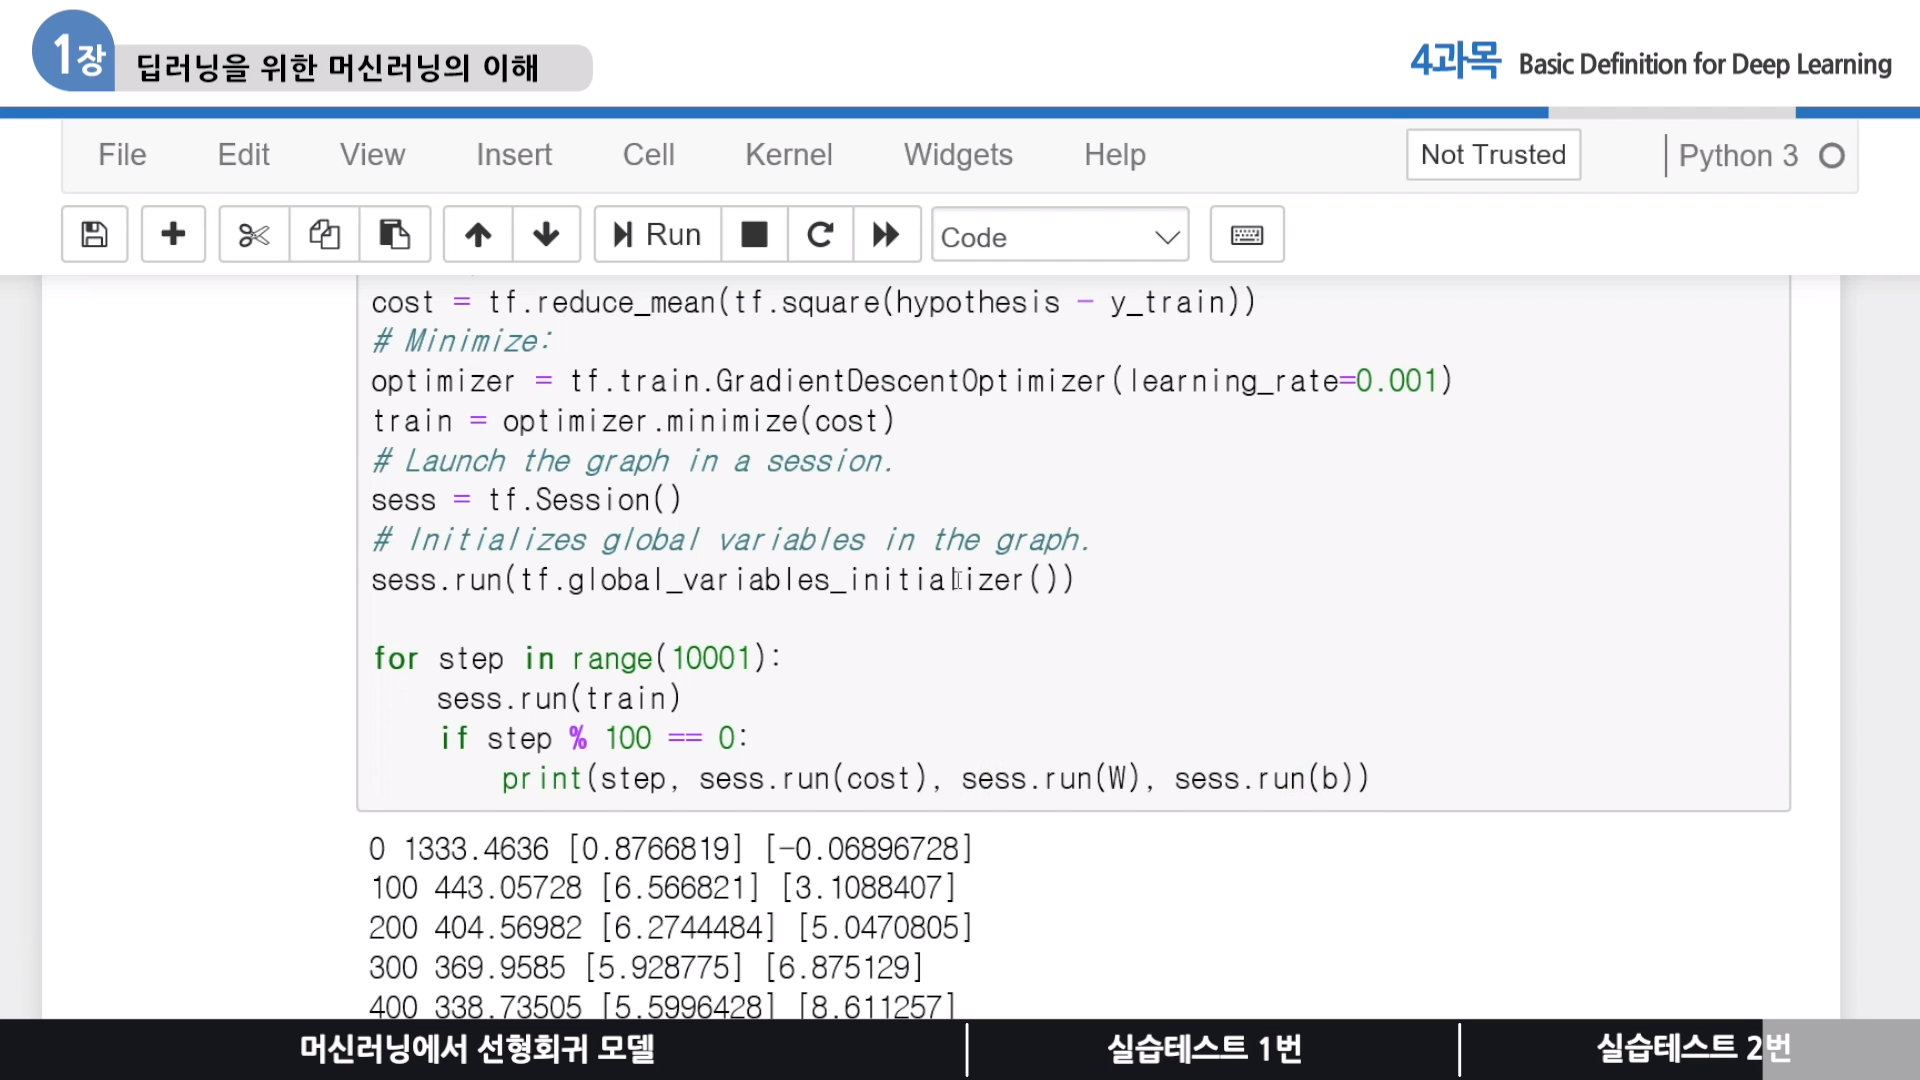 1장 딥러닝을 위한 머신러닝의 이해
4과목 Basic Definition for Deep Learning
File Edit View Insert Cell Kernel Widgets Help Not Trusted Python 3
Run Code
cost = tf.reduce_mean(tf.square(hypothesis - y_train))
# Minimize:
optimizer = tf.train.GradientDescentOptimizer(learning_rate=0.001)
train = optimizer.minimize(cost)
# Launch the graph in a session.
sess = tf.Session()
# Initializes global variables in the graph.
sess.run(tf.global_variables_initializer())
for step in range(10001):
    sess.run(train)
    if step % 100 == 0:
        print(step, sess.run(cost), sess.run(W), sess.run(b))
0 1333.4636 [0.8766819] [-0.06896728]
100 443.05728 [6.566821] [3.1088407]
200 404.56982 [6.2744484] [5.0470805]
300 369.9585 [5.928775] [6.875129]
400 338.73505 [5.5996428] [8.611257]
머신러닝에서 선형회귀 모델 실습테스트 1번 실습테스트 2번